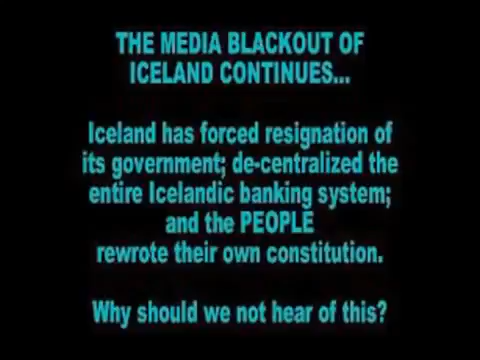 THE MEDIA BLACKOUT OF
ICELAND CONTINUES...
Iceland has forced resignation of
its government; de-centralized the
entire Icelandic banking system;
and the PEOPLE
rewrote their own constitution.
Why should we not hear of this?